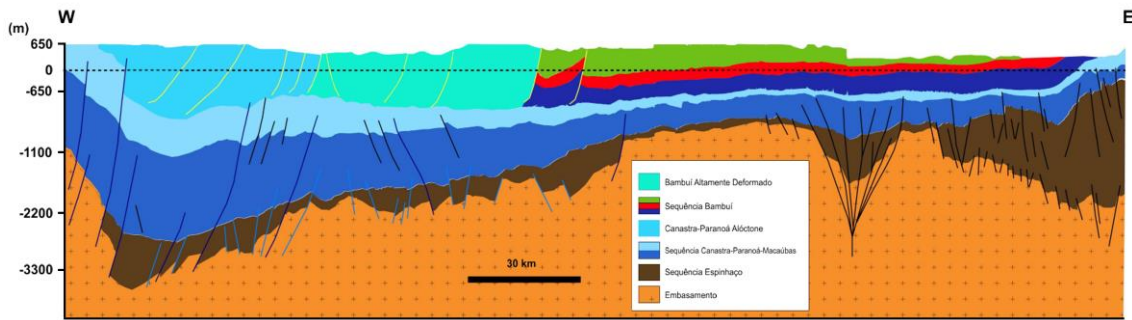 W
E
(m)
650
0
-650
-1100
-2200
-3300
30 km
Bambuí Altamente Deformado
Sequência Bambuí
Canastra-Paranoá Alóctone
Sequência Canastra-Paranoá-Macaúbas
Sequência Espinhaço
Embasamento